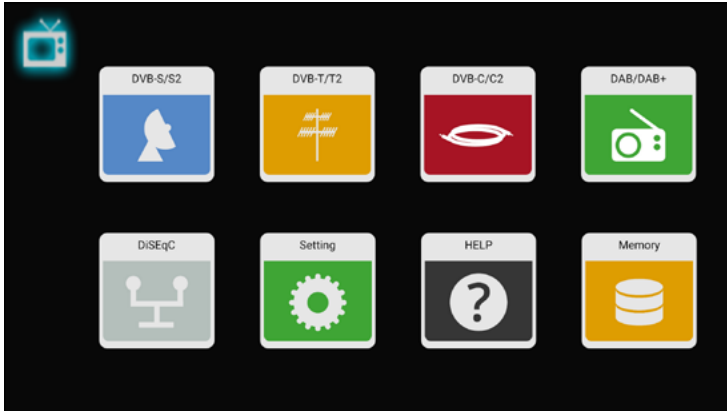 DVB-S/S2
DVB-T/T2
DVB-C/C2
DAB/DAB+
DiSEqC
Setting
HELP
Memory
?